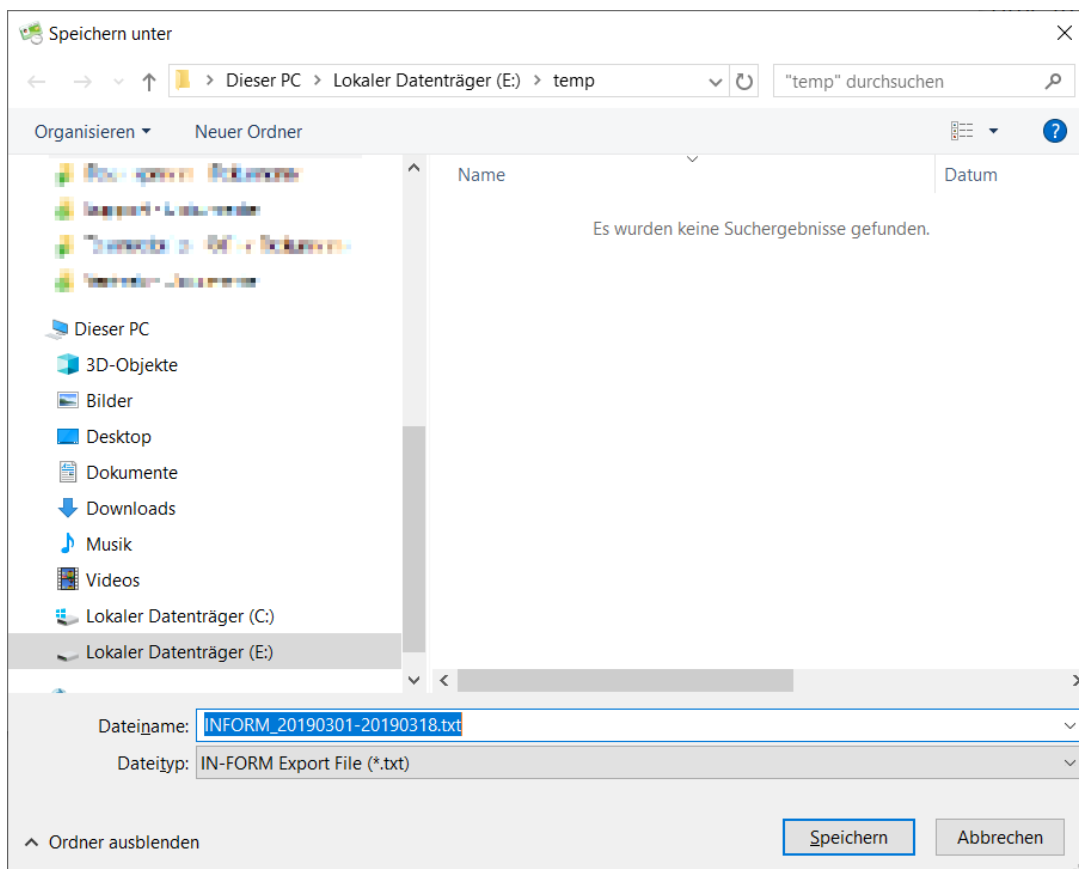 Speichern unter
Dieser PC > Lokaler Datenträger (E:) > temp
"temp" durchsuchen
Organisieren Neuer Ordner
?
Name Datum
Es wurden keine Suchergebnisse gefunden.
Dieser PC
3D-Objekte
Bilder
Desktop
Dokumente
Downloads
Musik
Videos
Lokaler Datenträger (C:)
Lokaler Datenträger (E:)
Dateiname: INFORM_20190301-20190318.txt
Dateityp: IN-FORM Export File (*.txt)
Ordner ausblenden
Speichern Abbrechen